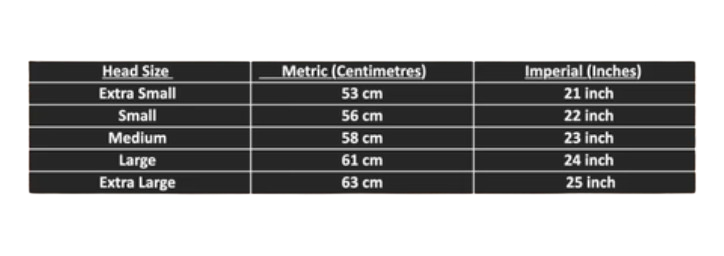 Head Size Metric (Centimetres) Imperial (Inches)
Extra Small 53 cm 21 inch
Small 56 cm 22 inch
Medium 58 cm 23 inch
Large 61 cm 24 inch
Extra Large 63 cm 25 inch